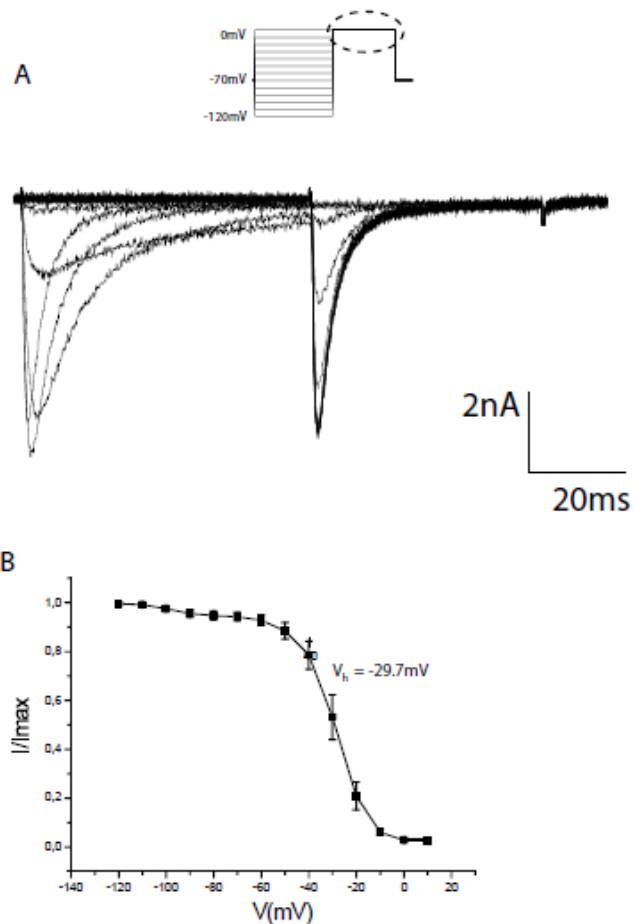 0mV
A
-70mV
-120mV
2nA
20ms
B
1,0
0,8
0,6
0,4
0,2
0,0
I/Imax
Vh = -29.7mV
-140 -120 -100 -80 -60 -40 -20 0 20
V(mV)